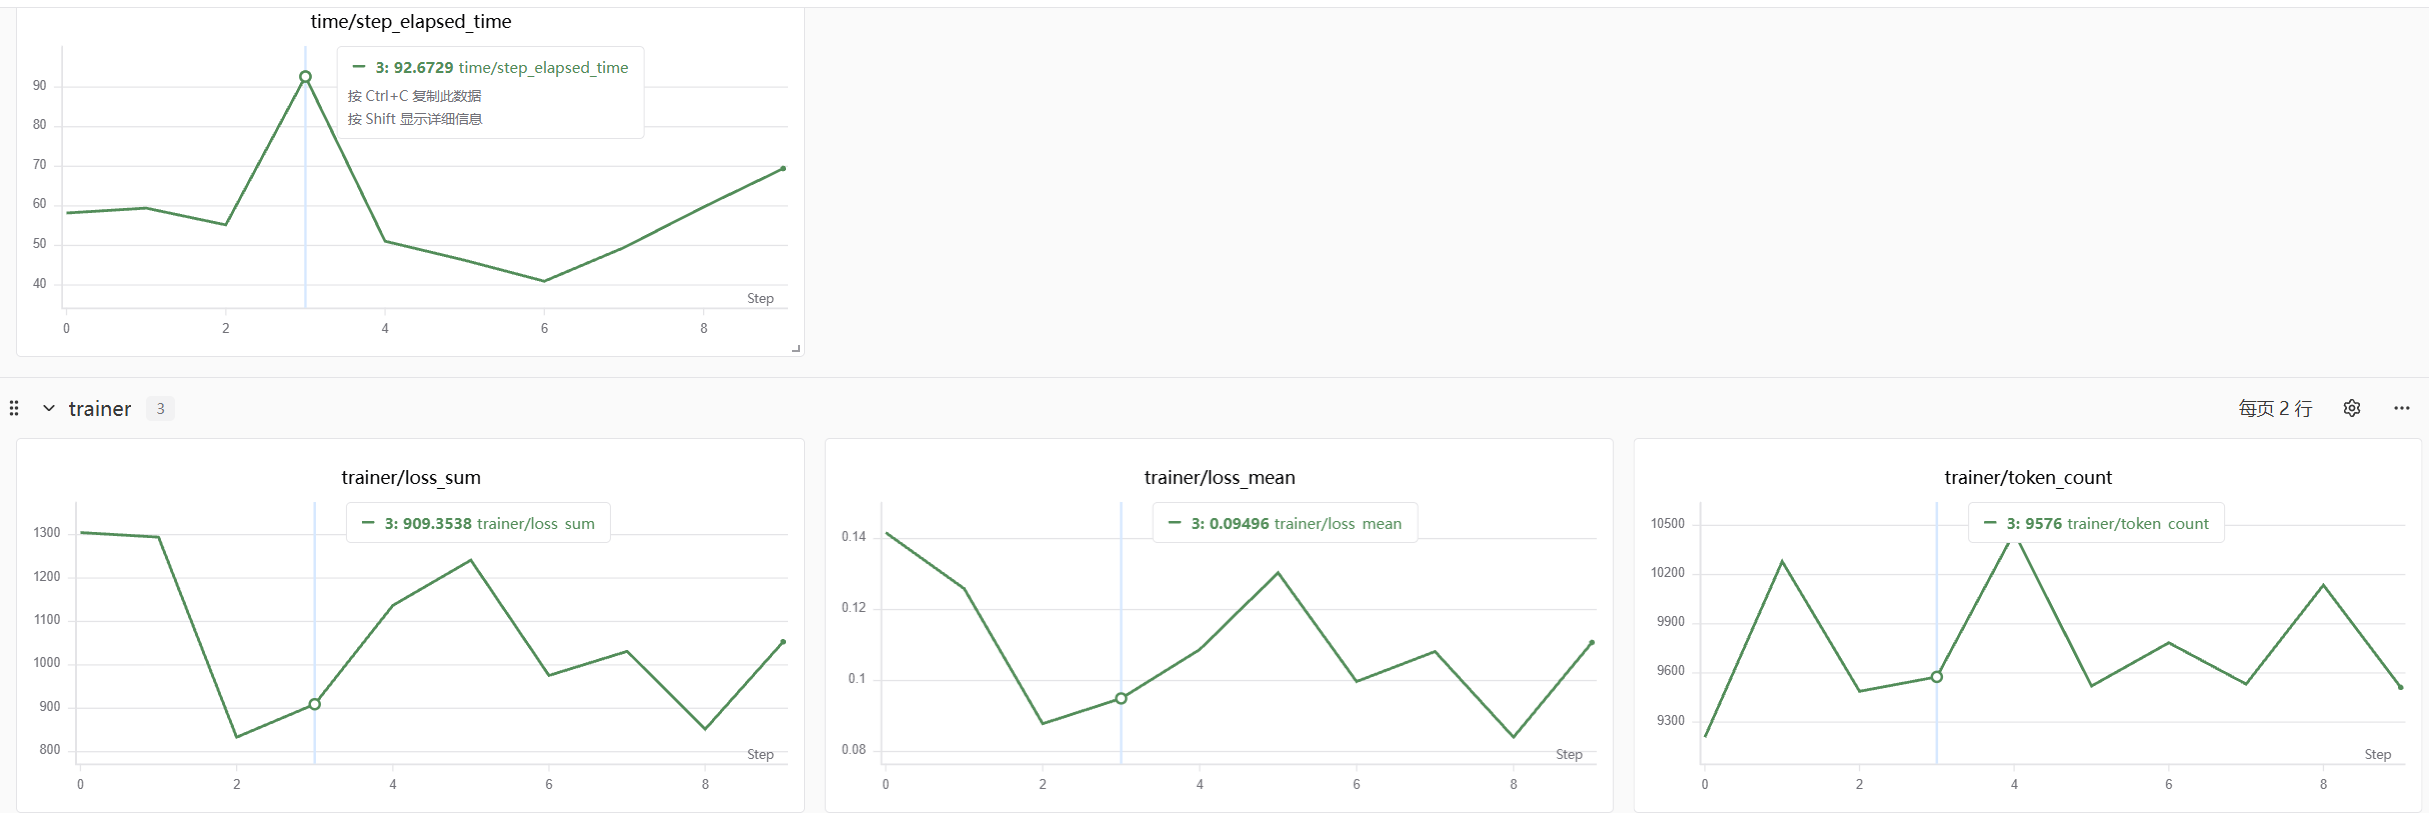 time/step_elapsed_time
3: 92.6729 time/step_elapsed_time
按 Ctrl+C 复制此数据
按 Shift 显示详细信息
90
80
70
60
50
40
Step
0 2 4 6 8
trainer 3
每页 2 行
trainer/loss_sum
3: 909.3538 trainer/loss_sum
1300
1200
1100
1000
900
800
Step
0 2 4 6 8
trainer/loss_mean
3: 0.09496 trainer/loss_mean
0.14
0.12
0.1
0.08
Step
0 2 4 6 8
trainer/token_count
3: 9576 trainer/token_count
10500
10200
9900
9600
9300
Step
0 2 4 6 8